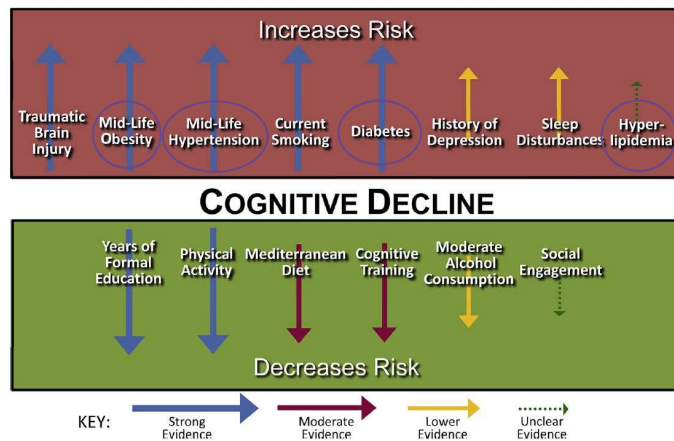 Increases Risk
Traumatic
Brain
Injury
Mid-Life
Obesity
Mid-Life
Hypertension
Current
Smoking
Diabetes
History of
Depression
Sleep
Disturbances
Hyper-
lipidemia
COGNITIVE DECLINE
Years of
Formal
Education
Physical
Activity
Mediterranean
Diet
Cognitive
Training
Moderate
Alcohol
Consumption
Social
Engagement
Decreases Risk
KEY:
Strong
Evidence
Moderate
Evidence
Lower
Evidence
Unclear
Evidence